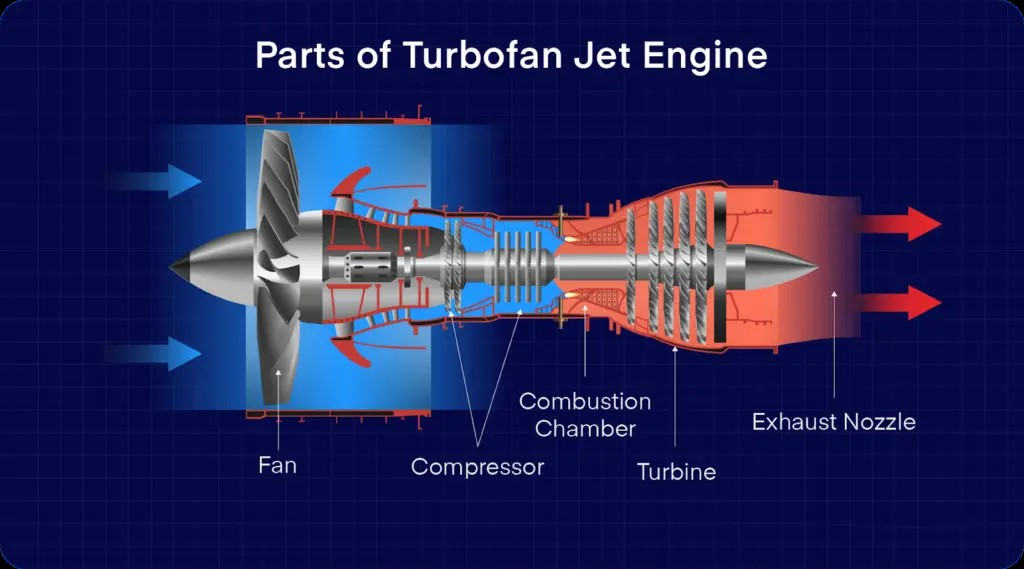 Parts of Turbofan Jet Engine
Combustion
Chamber
Exhaust Nozzle
Fan
Compressor
Turbine